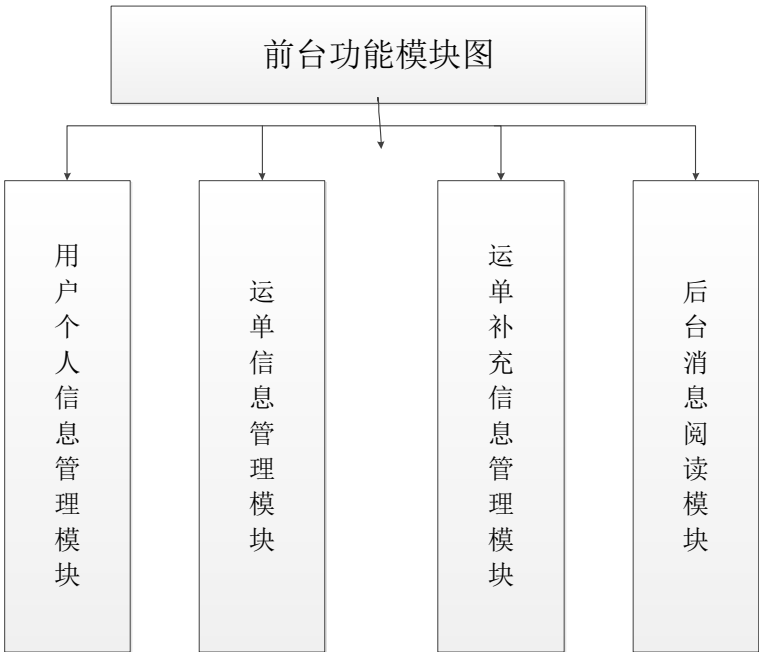 前台功能模块图
用户个人信息管理模块
运单信息管理模块
运单补充信息管理模块
后台消息阅读模块